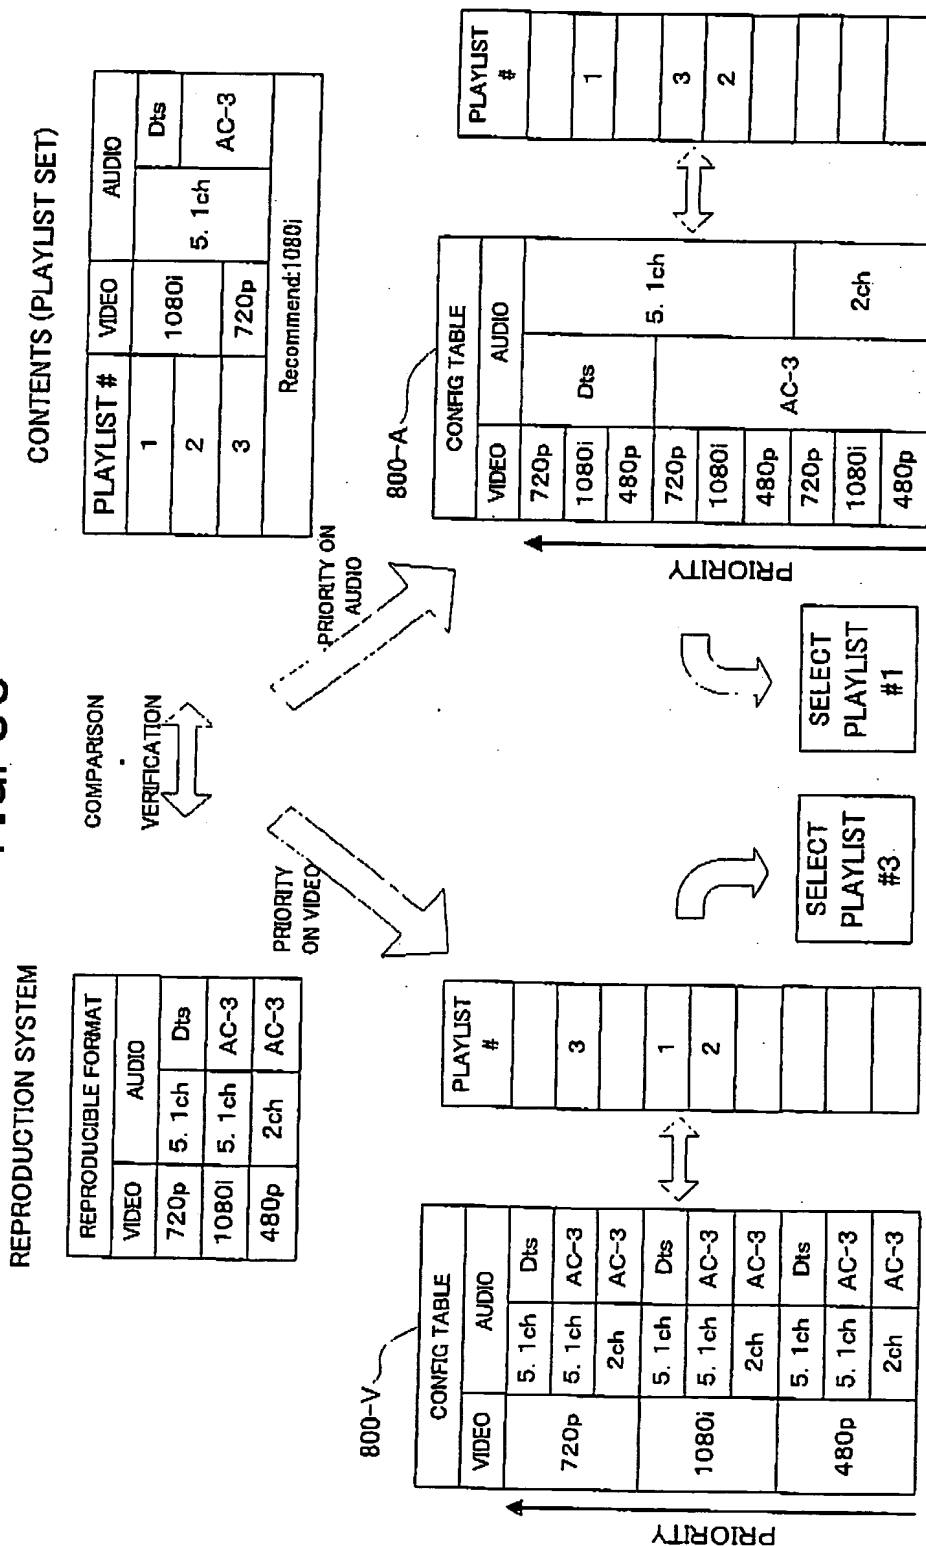 REPRODUCTION SYSTEM
REPRODUCIBLE FORMAT
VIDEO AUDIO
720p 5. 1ch Dts
1080i 5. 1ch AC-3
480p 2ch AC-3
COMPARISON
·
VERIFICATION
CONTENTS (PLAYLIST SET)
PLAYLIST # VIDEO AUDIO
1 1080i 5. 1ch Dts
2 AC-3
3 720p
Recommend:1080i
PRIORITY
ON VIDEO
PRIORITY ON
AUDIO
800-V
CONFIG TABLE
VIDEO AUDIO
720p 5. 1ch Dts
5. 1ch AC-3
2ch AC-3
1080i 5. 1ch Dts
5. 1ch AC-3
2ch AC-3
480p 5. 1ch Dts
5. 1ch AC-3
2ch AC-3
PRIORITY
PLAYLIST
#
3
1
2
SELECT
PLAYLIST
#3
SELECT
PLAYLIST
#1
800-A
CONFIG TABLE
VIDEO AUDIO
720p Dts 5. 1ch
1080i
480p
720p AC-3
1080i
480p
720p 2ch
1080i
480p
PRIORITY
PLAYLIST
#
1
3
2